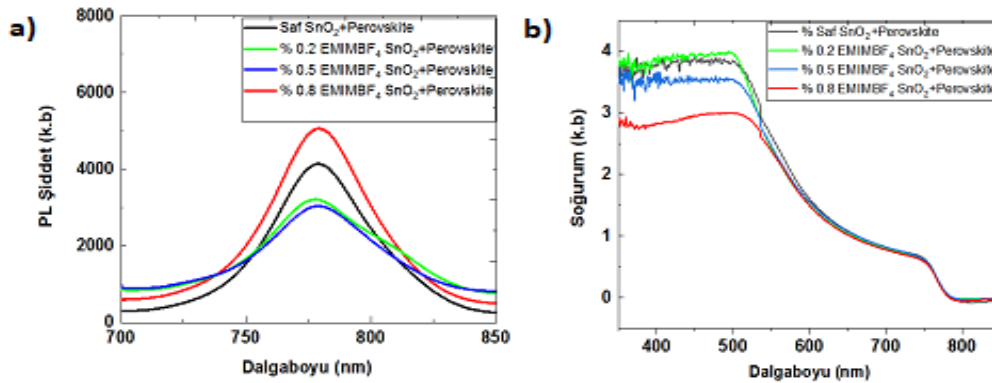 a)
Saf SnO2+Perovskite
% 0.2 EMIMBF4 SnO2+Perovskite
% 0.5 EMIMBF4 SnO2+Perovskite
% 0.8 EMIMBF4 SnO2+Perovskite
8000
6000
4000
2000
0
PL Şiddet (k.b)
700
750
800
850
Dalgaboyu (nm)
b)
% Saf SnO2+Perovskite
% 0.2 EMIMBF4 SnO2+Perovskite
% 0.5 EMIMBF4 SnO2+Perovskite
% 0.8 EMIMBF4 SnO2+Perovskite
4
3
2
1
0
Soğurum (k.b)
400
500
600
700
800
Dalgaboyu (nm)